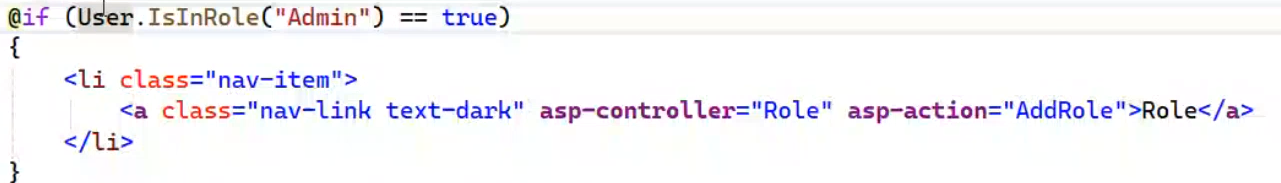 @if (User.IsInRole("Admin") == true)
{
    <li class="nav-item">
        <a class="nav-link text-dark" asp-controller="Role" asp-action="AddRole">Role</a>
    </li>
}